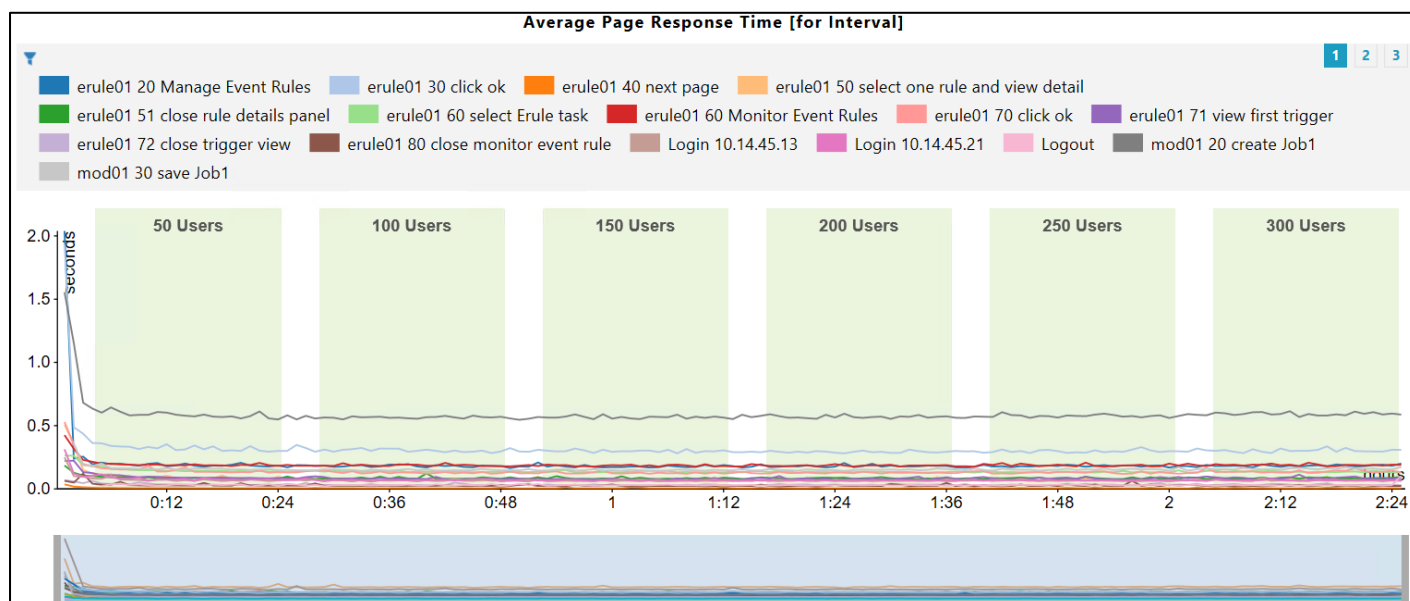 Average Page Response Time [for Interval]
1 2 3
erule01 20 Manage Event Rules erule01 30 click ok erule01 40 next page erule01 50 select one rule and view detail
erule01 51 close rule details panel erule01 60 select Erule task erule01 60 Monitor Event Rules erule01 70 click ok erule01 71 view first trigger
erule01 72 close trigger view erule01 80 close monitor event rule Login 10.14.45.13 Login 10.14.45.21 Logout mod01 20 create Job1
mod01 30 save Job1
50 Users 100 Users 150 Users 200 Users 250 Users 300 Users
2.0
seconds
1.5
1.0
0.5
0.0
hours
0:12 0:24 0:36 0:48 1 1:12 1:24 1:36 1:48 2 2:12 2:24